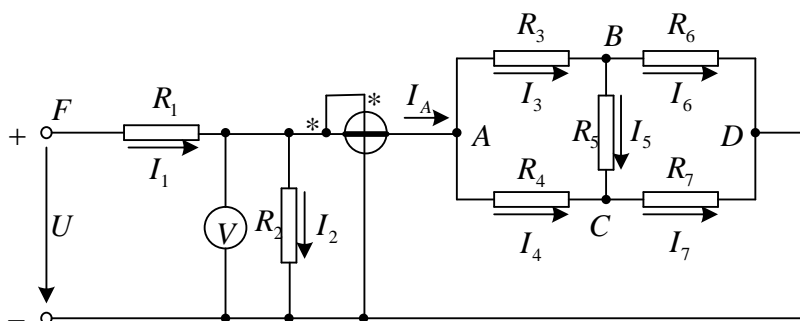 R3 B R6
F R1 * * IA I3 I6
+ A R5 I5 D
I1 R4 R7
U V R2 I2 C
I4 I7
−